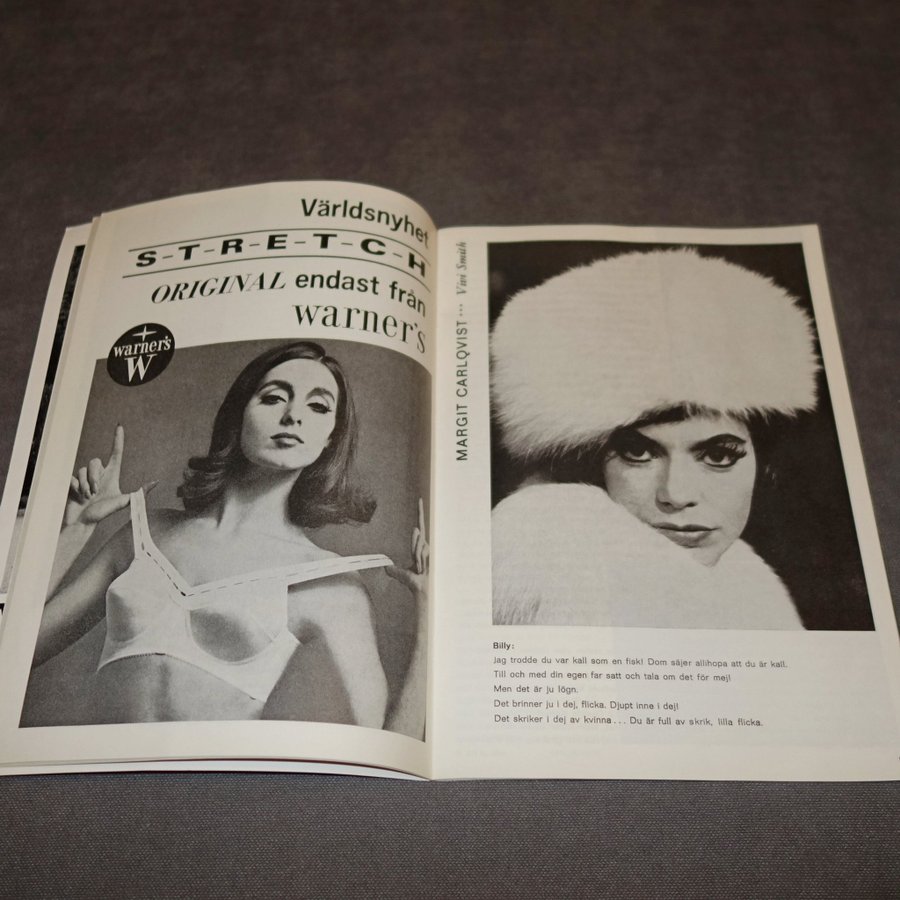 Världsnyhet
S-T-R-E-T-C-H
ORIGINAL endast från
warner's
warner's
W
MARGIT CARLQVIST ... Vivi Smith
Billy:
Jag trodde du var kall som en fisk! Dom säjer allihopa att du är kall.
Till och med din egen far satt och tala om det för mej!
Men det är ju lögn.
Det brinner ju i dej, flicka. Djupt inne i dej!
Det skriker i dej av kvinna ... Du är full av skrik, lilla flicka.